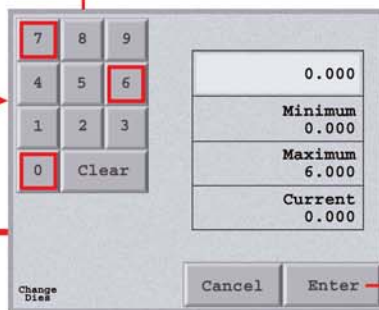 7 8 9
4 5 6
1 2 3
0 Clear
0.000
Minimum
0.000
Maximum
6.000
Current
0.000
Change
Dies
Cancel Enter